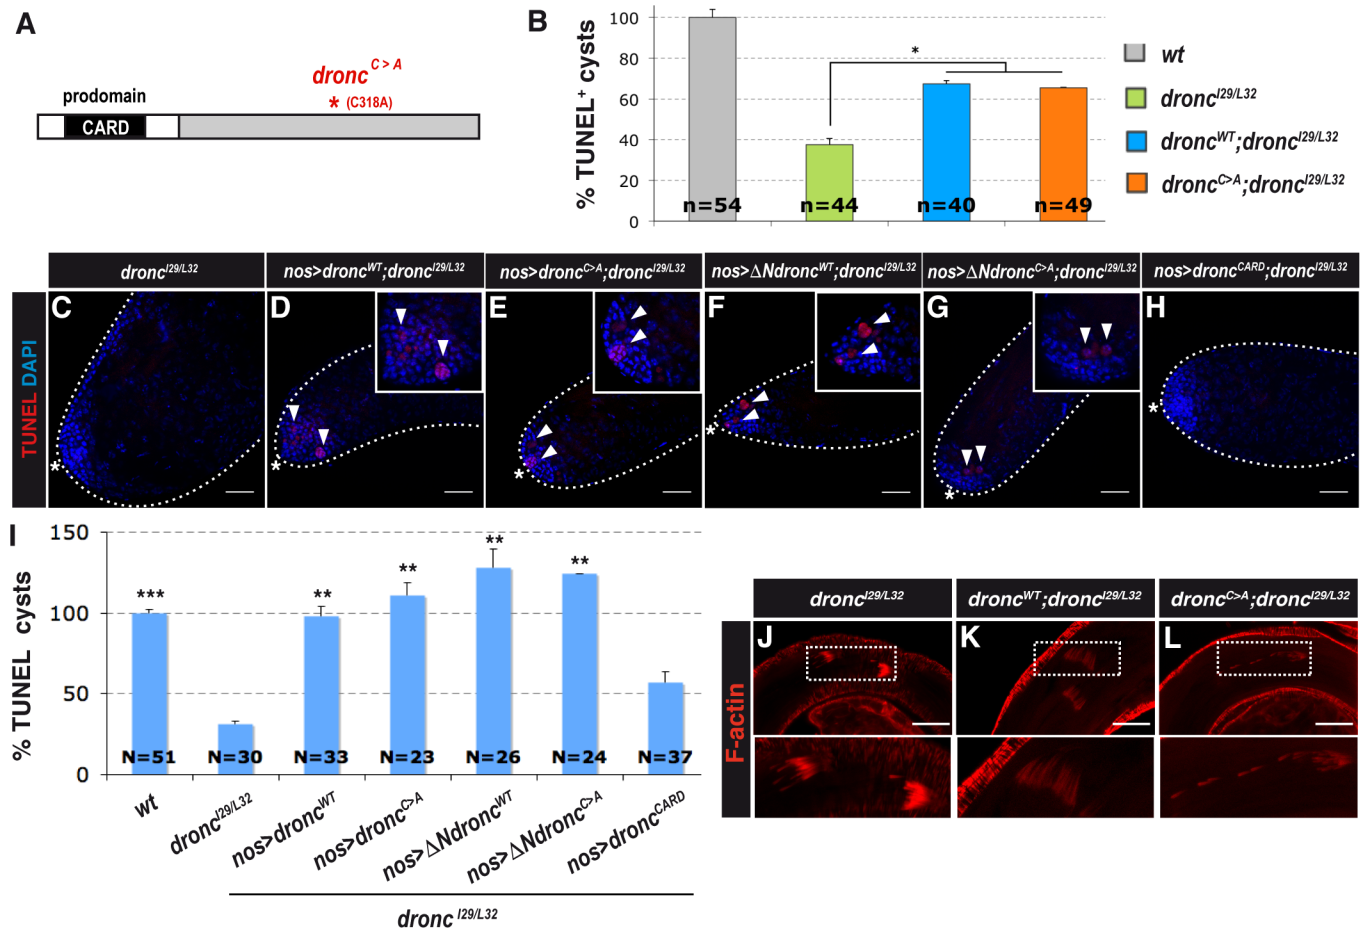 A
dronc C > A
* (C318A)
prodomain
CARD
B
% TUNEL+ cysts
100
80
60
40
20
0
*
n=54
n=44
n=40
n=49
wt
dronc I29/L32
dronc WT;dronc I29/L32
dronc C>A;dronc I29/L32
dronc I29/L32
nos>dronc WT;dronc I29/L32
nos>dronc C>A;dronc I29/L32
nos>ΔNdronc WT;dronc I29/L32
nos>ΔNdronc C>A;dronc I29/L32
nos>dronc CARD;dronc I29/L32
TUNEL DAPI
C
*
D
*
E
*
F
*
G
*
H
*
I
% TUNEL cysts
150
100
50
0
***
**
**
**
**
N=51
N=30
N=33
N=23
N=26
N=24
N=37
wt
dronc I29/L32
nos>dronc WT
nos>dronc C>A
nos>ΔNdronc WT
nos>ΔNdronc C>A
nos>dronc CARD
dronc I29/L32
dronc I29/L32
dronc WT;dronc I29/L32
dronc C>A;dronc I29/L32
F-actin
J
K
L